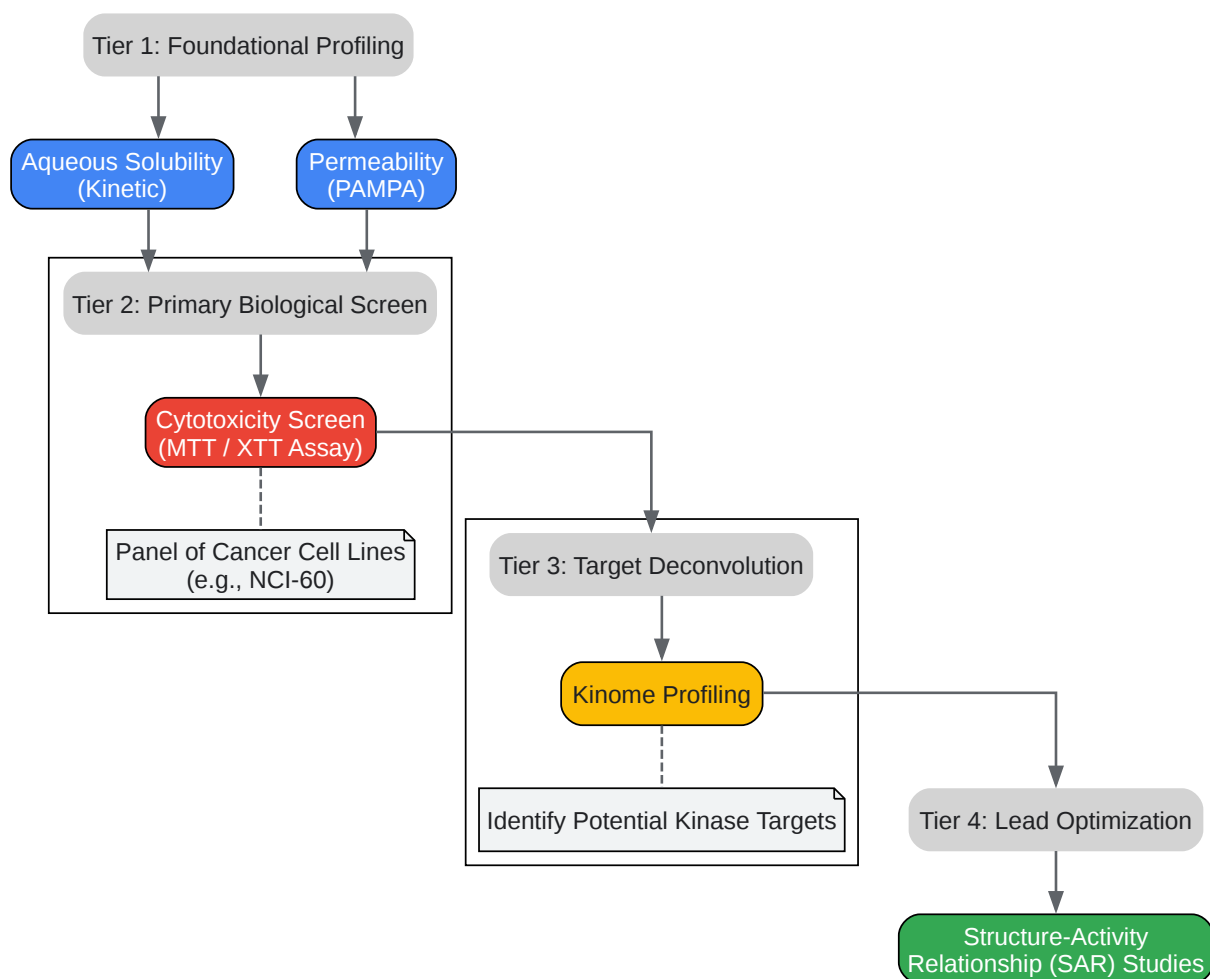 Tier 1: Foundational Profiling
Aqueous Solubility
(Kinetic)
Permeability
(PAMPA)
Tier 2: Primary Biological Screen
Cytotoxicity Screen
(MTT / XTT Assay)
Panel of Cancer Cell Lines
(e.g., NCI-60)
Tier 3: Target Deconvolution
Kinome Profiling
Identify Potential Kinase Targets
Tier 4: Lead Optimization
Structure-Activity
Relationship (SAR) Studies